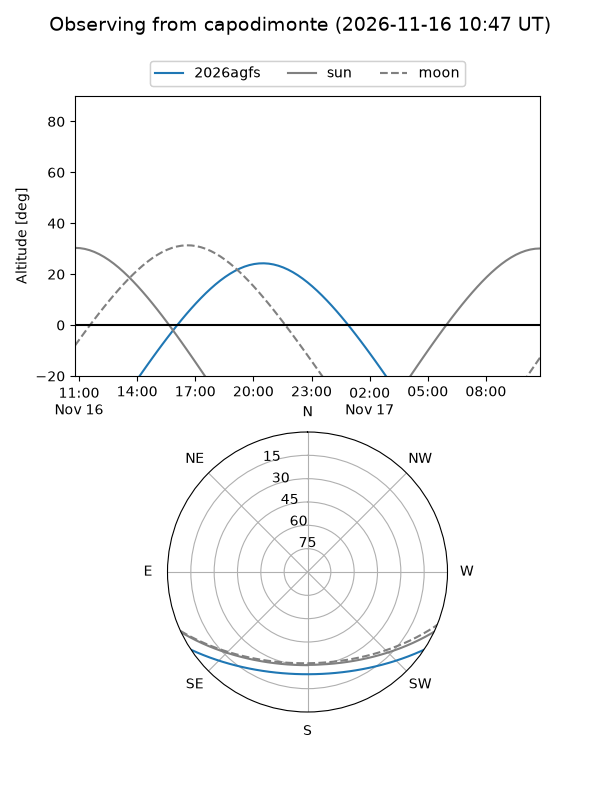 Observing from capodimonte (2026-11-16 10:47 UT)
2026agfs sun moon
Altitude [deg]
80
60
40
20
0
−20
11:00 14:00 17:00 20:00 23:00 02:00 05:00 08:00
Nov 16 Nov 17
N
NE NW
15
30
45
60
75
E W
SE SW
S